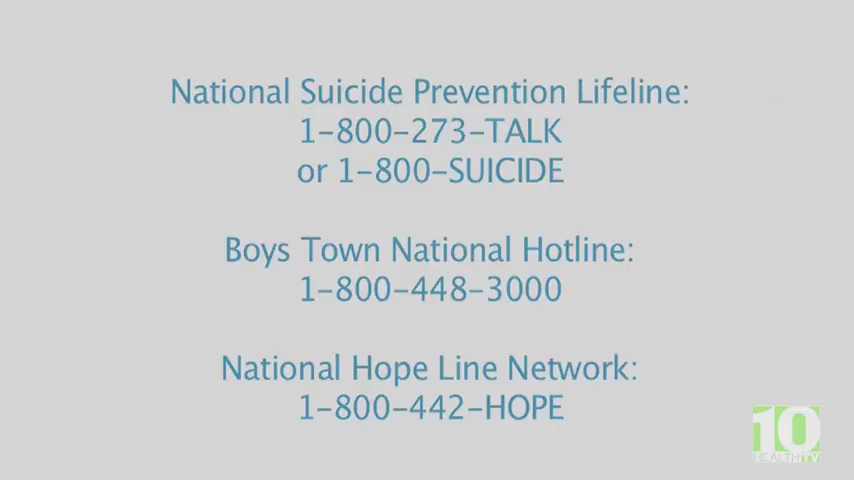 National Suicide Prevention Lifeline:
1-800-273-TALK
or 1-800-SUICIDE
Boys Town National Hotline:
1-800-448-3000
National Hope Line Network:
1-800-442-HOPE
10
HEALTHTV